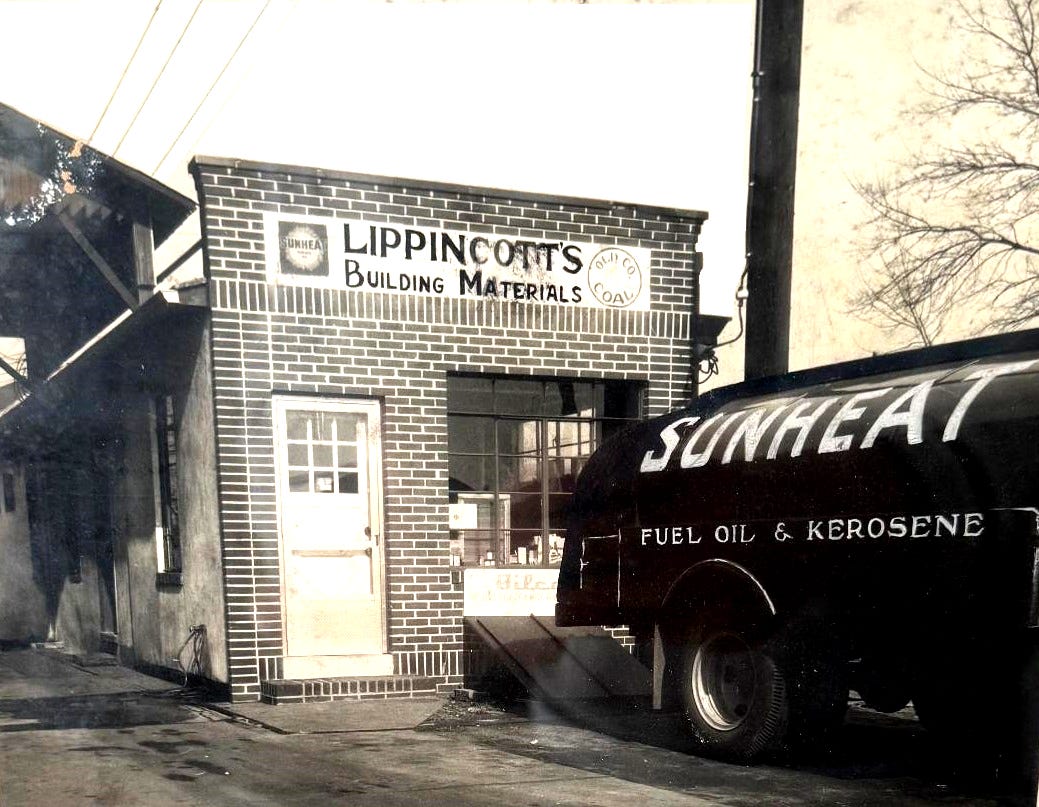 SUNHEAT
LIPPINCOTT'S
BUILDING MATERIALS
OLD CO.
COAL
SUNHEAT
FUEL OIL & KEROSENE